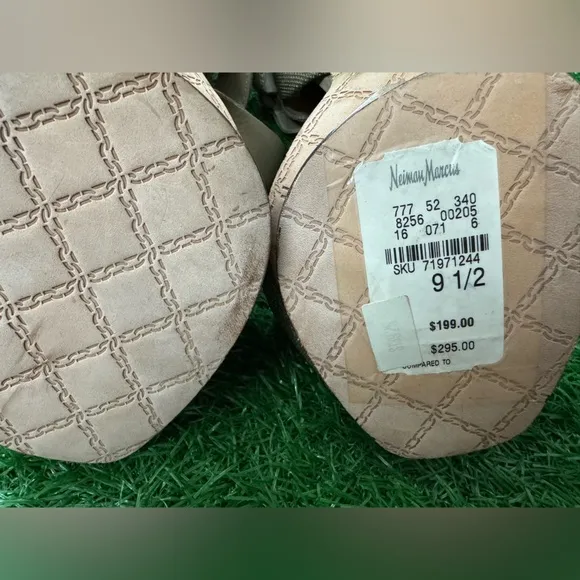 Neiman Marcus
777 52 340
8256 00205
16 071 6
SKU 71971244
9 1/2
$199.00
$295.00
COMPARED TO